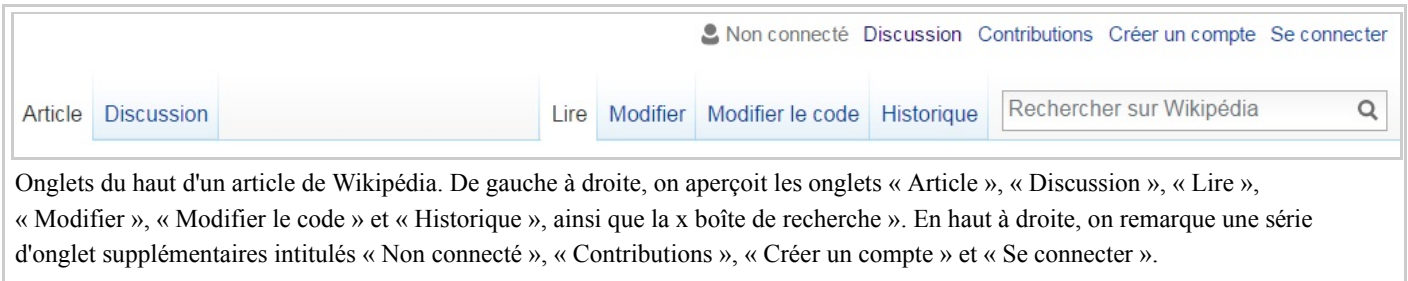 Non connecté Discussion Contributions Créer un compte Se connecter
Article Discussion Lire Modifier Modifier le code Historique Rechercher sur Wikipédia
Onglets du haut d'un article de Wikipédia. De gauche à droite, on aperçoit les onglets « Article », « Discussion », « Lire »,
« Modifier », « Modifier le code » et « Historique », ainsi que la x boîte de recherche ». En haut à droite, on remarque une série
d'onglet supplémentaires intitulés « Non connecté », « Contributions », « Créer un compte » et « Se connecter ».